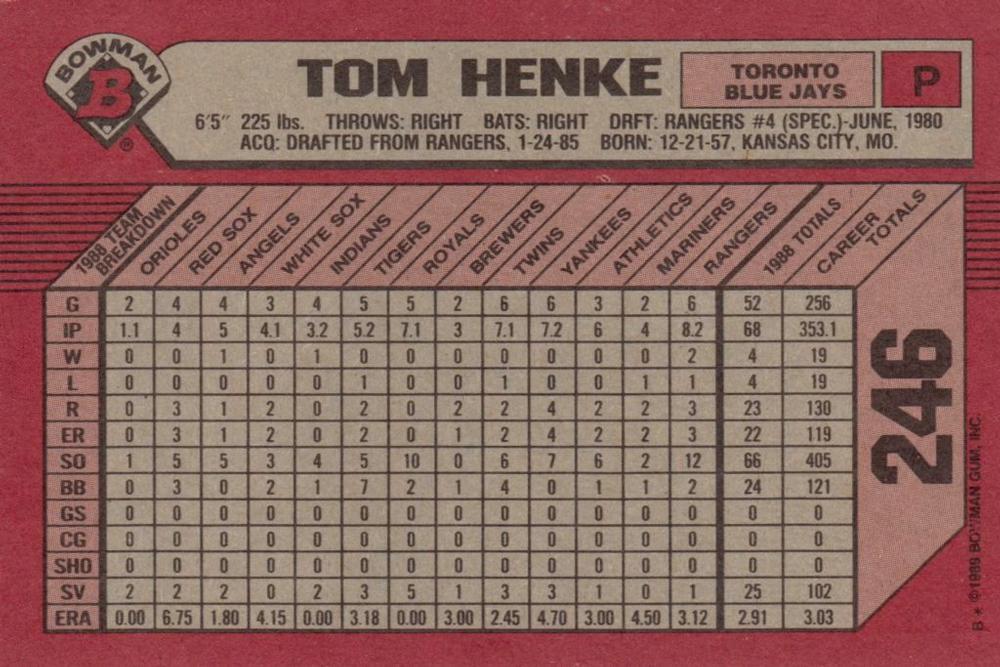 BOWMAN
B
®
TOM HENKE
TORONTO
BLUE JAYS
P
6'5" 225 lbs. THROWS: RIGHT BATS: RIGHT DRFT: RANGERS #4 (SPEC.)-JUNE, 1980
ACQ: DRAFTED FROM RANGERS, 1-24-85 BORN: 12-21-57, KANSAS CITY, MO.
1988 TEAM BREAKDOWN ORIOLES RED SOX ANGELS WHITE SOX INDIANS TIGERS ROYALS BREWERS TWINS YANKEES ATHLETICS MARINERS RANGERS 1988 TOTALS CAREER TOTALS
G 2 4 4 3 4 5 5 2 6 6 3 2 6 52 256
IP 1.1 4 5 4.1 3.2 5.2 7.1 3 7.1 7.2 6 4 8.2 68 353.1
W 0 0 1 0 1 0 0 0 0 0 0 0 2 4 19
L 0 0 0 0 0 1 0 0 1 0 0 1 1 4 19
R 0 3 1 2 0 2 0 2 2 4 2 2 3 23 130
ER 0 3 1 2 0 2 0 1 2 4 2 2 3 22 119
SO 1 5 5 3 4 5 10 0 6 7 6 2 12 66 405
BB 0 3 0 2 1 7 2 1 4 0 1 1 2 24 121
GS 0 0 0 0 0 0 0 0 0 0 0 0 0 0 0
CG 0 0 0 0 0 0 0 0 0 0 0 0 0 0 0
SHO 0 0 0 0 0 0 0 0 0 0 0 0 0 0 0
SV 2 2 2 0 2 3 5 1 3 3 1 0 1 25 102
ERA 0.00 6.75 1.80 4.15 0.00 3.18 0.00 3.00 2.45 4.70 3.00 4.50 3.12 2.91 3.03
246
B * ©1989 BOWMAN GUM, INC.